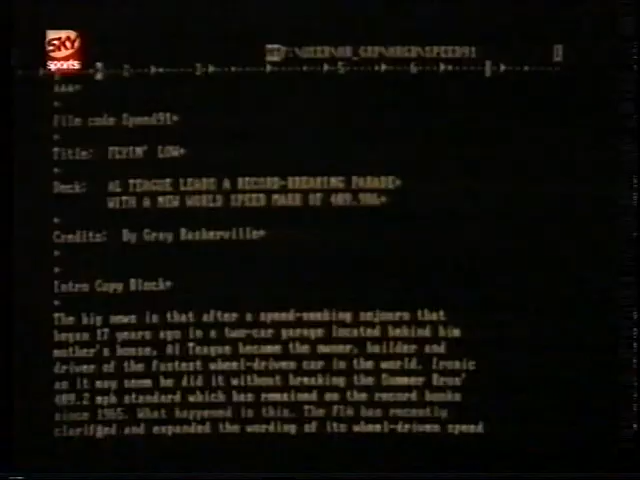 SKY
sports
File code Speed91
Title: FLYIN' LOW
Deck: AL TEAGUE LEADS A RECORD-BREAKING PARADE
WITH A NEW WORLD SPEED MARK OF 409.986
Credits: By Gray Baskerville
Intro Copy Block
The big news is that after a speed-seeking sojourn that
began 17 years ago in a two-car garage located behind his
mother's house, Al Teague became the owner, builder and
driver of the fastest wheel-driven car in the world. Ironic
as it may seem he did it without breaking the Summer Bros'
409.2 mph standard which has remained on the record books
since 1965. What happened is this. The FIA has recently
clarified and expanded the wording of its wheel-driven speed